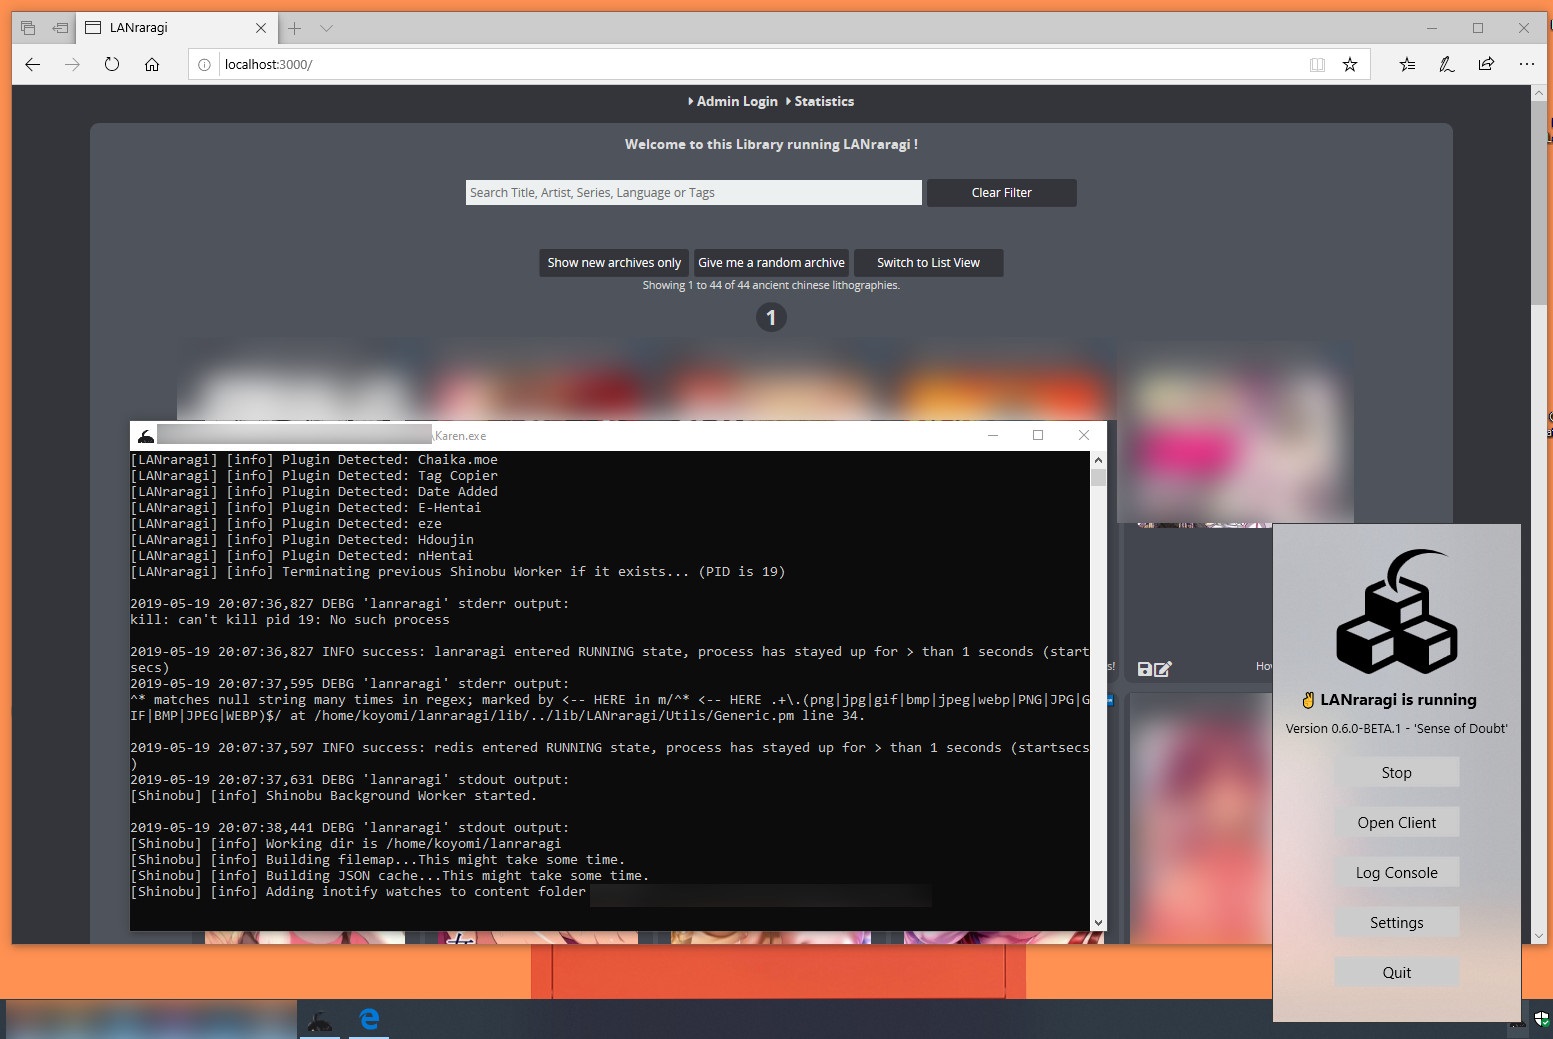 LANraragi
localhost:3000/
Admin Login Statistics
Welcome to this Library running LANraragi !
Search Title, Artist, Series, Language or Tags
Clear Filter
Show new archives only
Give me a random archive
Switch to List View
Showing 1 to 44 of 44 ancient chinese lithographies.
1
\Karen.exe
[LANraragi] [info] Plugin Detected: Chaika.moe
[LANraragi] [info] Plugin Detected: Tag Copier
[LANraragi] [info] Plugin Detected: Date Added
[LANraragi] [info] Plugin Detected: E-Hentai
[LANraragi] [info] Plugin Detected: eze
[LANraragi] [info] Plugin Detected: Hdoujin
[LANraragi] [info] Plugin Detected: nHentai
[LANraragi] [info] Terminating previous Shinobu Worker if it exists... (PID is 19)
2019-05-19 20:07:36,827 DEBG 'lanraragi' stderr output:
kill: can't kill pid 19: No such process
2019-05-19 20:07:36,827 INFO success: lanraragi entered RUNNING state, process has stayed up for > than 1 seconds (start
secs)
2019-05-19 20:07:37,595 DEBG 'lanraragi' stderr output:
^* matches null string many times in regex; marked by <-- HERE in m/^* <-- HERE .+\.(png|jpg|gif|bmp|jpeg|webp|PNG|JPG|G
IF|BMP|JPEG|WEBP)$/ at /home/koyomi/lanraragi/lib/../lib/LANraragi/Utils/Generic.pm line 34.
2019-05-19 20:07:37,597 INFO success: redis entered RUNNING state, process has stayed up for > than 1 seconds (startsecs
)
2019-05-19 20:07:37,631 DEBG 'lanraragi' stdout output:
[Shinobu] [info] Shinobu Background Worker started.
2019-05-19 20:07:38,441 DEBG 'lanraragi' stdout output:
[Shinobu] [info] Working dir is /home/koyomi/lanraragi
[Shinobu] [info] Building filemap...This might take some time.
[Shinobu] [info] Building JSON cache...This might take some time.
[Shinobu] [info] Adding inotify watches to content folder
s!
✌ LANraragi is running
Version 0.6.0-BETA.1 - 'Sense of Doubt'
Stop
Open Client
Log Console
Settings
Quit